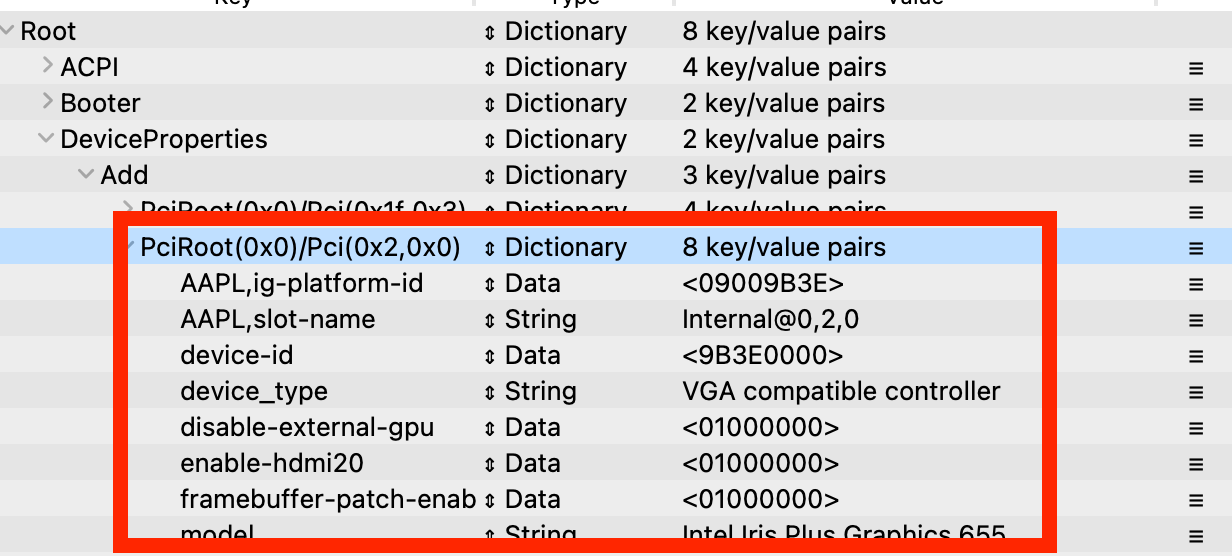 Key Type Value
Root Dictionary 8 key/value pairs
ACPI Dictionary 4 key/value pairs
Booter Dictionary 2 key/value pairs
DeviceProperties Dictionary 2 key/value pairs
Add Dictionary 3 key/value pairs
PciRoot(0x0)/Pci(0x1f,0x3) Dictionary 4 key/value pairs
PciRoot(0x0)/Pci(0x2,0x0) Dictionary 8 key/value pairs
AAPL,ig-platform-id Data <09009B3E>
AAPL,slot-name String Internal@0,2,0
device-id Data <9B3E0000>
device_type String VGA compatible controller
disable-external-gpu Data <01000000>
enable-hdmi20 Data <01000000>
framebuffer-patch-enab Data <01000000>
model String Intel Iris Plus Graphics 655